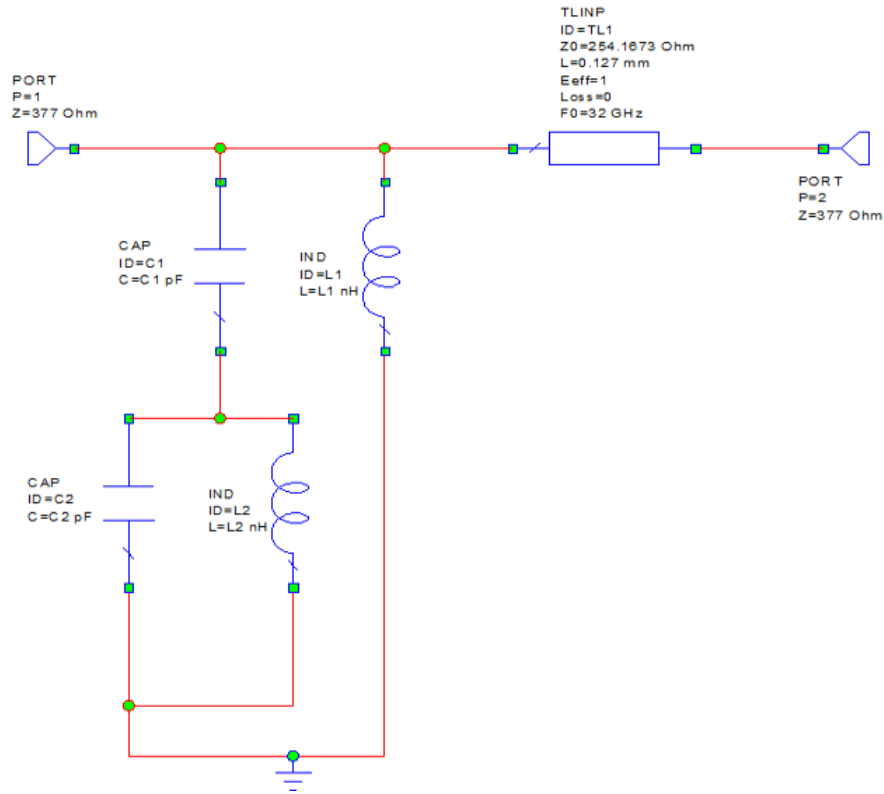 TLINP
ID=TL1
Z0=254.1673 Ohm
L=0.127 mm
Eeff=1
Loss=0
F0=32 GHz
PORT
P=1
Z=377 Ohm
PORT
P=2
Z=377 Ohm
CAP
ID=C1
C=C1 pF
IND
ID=L1
L=L1 nH
CAP
ID=C2
C=C2 pF
IND
ID=L2
L=L2 nH